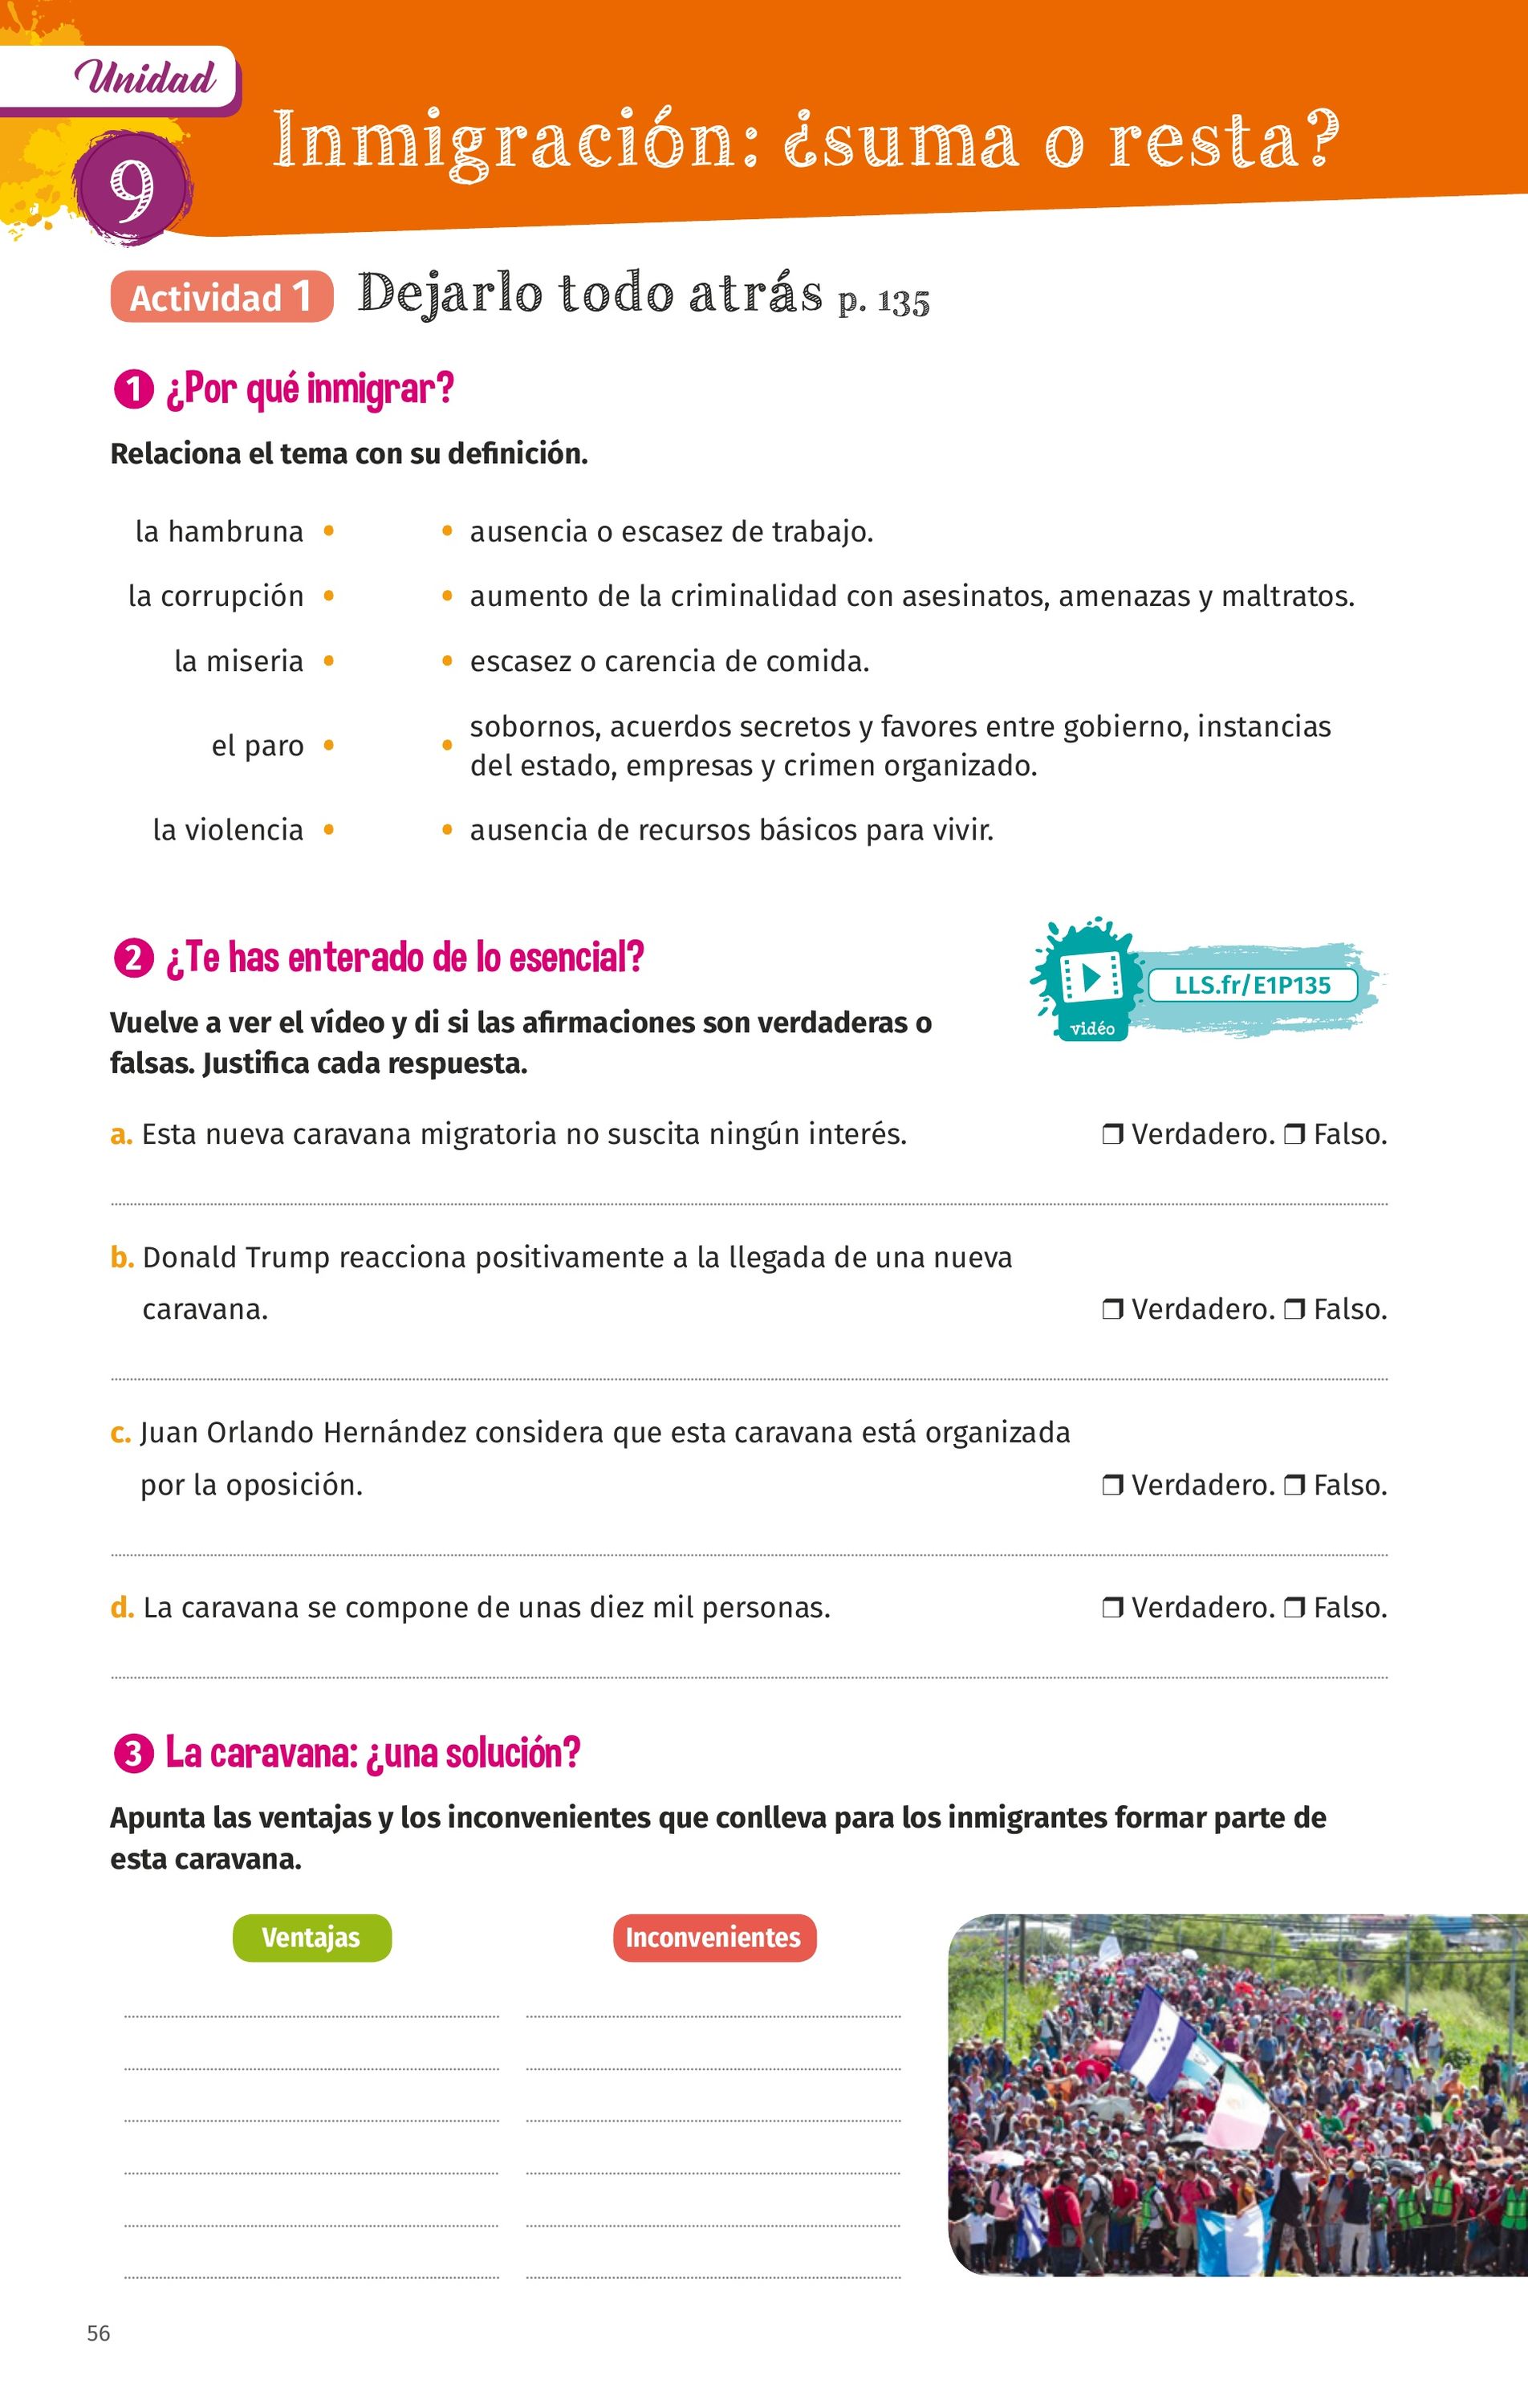 Unidad
9
Inmigración: ¿suma o resta?
Actividad 1 Dejarlo todo atrás p. 135
1 ¿Por qué inmigrar?
Relaciona el tema con su definición.
la hambruna • • ausencia o escasez de trabajo.
la corrupción • • aumento de la criminalidad con asesinatos, amenazas y maltratos.
la miseria • • escasez o carencia de comida.
el paro • • sobornos, acuerdos secretos y favores entre gobierno, instancias
del estado, empresas y crimen organizado.
la violencia • • ausencia de recursos básicos para vivir.
2 ¿Te has enterado de lo esencial?
vidéo
LLS.fr/E1P135
Vuelve a ver el vídeo y di si las afirmaciones son verdaderas o
falsas. Justifica cada respuesta.
a. Esta nueva caravana migratoria no suscita ningún interés. ❒ Verdadero. ❒ Falso.
b. Donald Trump reacciona positivamente a la llegada de una nueva
caravana. ❒ Verdadero. ❒ Falso.
c. Juan Orlando Hernández considera que esta caravana está organizada
por la oposición. ❒ Verdadero. ❒ Falso.
d. La caravana se compone de unas diez mil personas. ❒ Verdadero. ❒ Falso.
3 La caravana: ¿una solución?
Apunta las ventajas y los inconvenientes que conlleva para los inmigrantes formar parte de
esta caravana.
Ventajas Inconvenientes
56